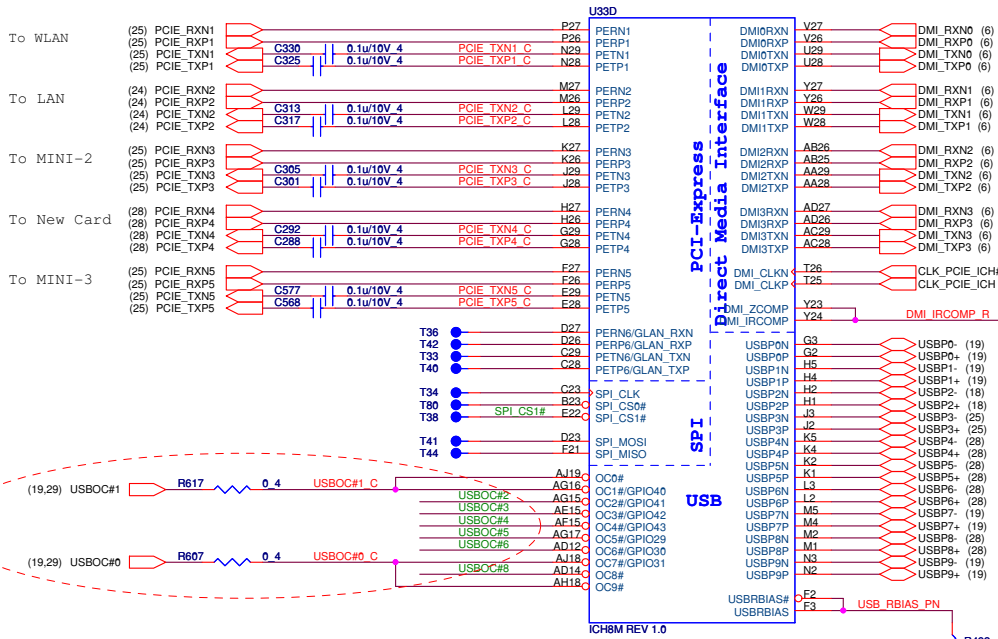 U33D
To WLAN
(25) PCIE_RXN1 P27 PERN1 DMI0RXN V27 DMI_RXN0 (6)
(25) PCIE_RXP1 P26 PERP1 DMI0RXP V26 DMI_RXP0 (6)
(25) PCIE_TXN1 C330 0.1u/10V_4 PCIE_TXN1_C N29 PETN1 DMI0TXN U29 DMI_TXN0 (6)
(25) PCIE_TXP1 C325 0.1u/10V_4 PCIE_TXP1_C N28 PETP1 DMI0TXP U28 DMI_TXP0 (6)
To LAN
(24) PCIE_RXN2 M27 PERN2 DMI1RXN Y27 DMI_RXN1 (6)
(24) PCIE_RXP2 M26 PERP2 DMI1RXP Y26 DMI_RXP1 (6)
(24) PCIE_TXN2 C313 0.1u/10V_4 PCIE_TXN2_C L29 PETN2 DMI1TXN W29 DMI_TXN1 (6)
(24) PCIE_TXP2 C317 0.1u/10V_4 PCIE_TXP2_C L28 PETP2 DMI1TXP W28 DMI_TXP1 (6)
To MINI-2
(25) PCIE_RXN3 K27 PERN3 DMI2RXN AB26 DMI_RXN2 (6)
(25) PCIE_RXP3 K26 PERP3 DMI2RXP AB25 DMI_RXP2 (6)
(25) PCIE_TXN3 C305 0.1u/10V_4 PCIE_TXN3_C J29 PETN3 DMI2TXN AA29 DMI_TXN2 (6)
(25) PCIE_TXP3 C301 0.1u/10V_4 PCIE_TXP3_C J28 PETP3 DMI2TXP AA28 DMI_TXP2 (6)
To New Card
(28) PCIE_RXN4 H27 PERN4 DMI3RXN AD27 DMI_RXN3 (6)
(28) PCIE_RXP4 H26 PERP4 DMI3RXP AD26 DMI_RXP3 (6)
(28) PCIE_TXN4 C292 0.1u/10V_4 PCIE_TXN4_C G29 PETN4 DMI3TXN AC29 DMI_TXN3 (6)
(28) PCIE_TXP4 C288 0.1u/10V_4 PCIE_TXP4_C G28 PETP4 DMI3TXP AC28 DMI_TXP3 (6)
To MINI-3
(25) PCIE_RXN5 F27 PERN5 DMI_CLKN T26 CLK_PCIE_ICH#
(25) PCIE_RXP5 F26 PERP5 DMI_CLKP T25 CLK_PCIE_ICH
(25) PCIE_TXN5 C577 0.1u/10V_4 PCIE_TXN5_C E29 PETN5
(25) PCIE_TXP5 C568 0.1u/10V_4 PCIE_TXP5_C E28 PETP5
DMI_ZCOMP Y23
DMI_IRCOMP Y24 DMI_IRCOMP_R
PCI-Express
Direct Media Interface
T36 D27 PERN6/GLAN_RXN
T42 D26 PERP6/GLAN_RXP
T33 C29 PETN6/GLAN_TXN
T40 C28 PETP6/GLAN_TXP
T34 C23 SPI_CLK
T80 B23 SPI_CS0#
T38 SPI_CS1# E22 SPI_CS1#
T41 D23 SPI_MOSI
T44 F21 SPI_MISO
SPI
USB
USBP0N G3 USBP0- (19)
USBP0P G2 USBP0+ (19)
USBP1N H5 USBP1- (19)
USBP1P H4 USBP1+ (19)
USBP2N H2 USBP2- (18)
USBP2P H1 USBP2+ (18)
USBP3N J3 USBP3- (25)
USBP3P J2 USBP3+ (25)
USBP4N K5 USBP4- (28)
USBP4P K4 USBP4+ (28)
USBP5N K2 USBP5- (28)
USBP5P K1 USBP5+ (28)
USBP6N L3 USBP6- (28)
USBP6P L2 USBP6+ (28)
USBP7N M5 USBP7- (19)
USBP7P M4 USBP7+ (19)
USBP8N M2 USBP8- (28)
USBP8P M1 USBP8+ (28)
USBP9N N3 USBP9- (19)
USBP9P N2 USBP9+ (19)
USBRBIAS# F2
USBRBIAS F3 USB_RBIAS_PN
AJ19 OC0#
(19,29) USBOC#1 R617 0_4 USBOC#1_C AG16 OC1#/GPIO40
USBOC#2 AG15 OC2#/GPIO41
USBOC#3 AE15 OC3#/GPIO42
USBOC#4 AF15 OC4#/GPIO43
USBOC#5 AG17 OC5#/GPIO29
USBOC#6 AD12 OC6#/GPIO30
(19,29) USBOC#0 R607 0_4 USBOC#0_C AJ18 OC7#/GPIO31
USBOC#8 AD14 OC8#
AH18 OC9#
ICH8M REV 1.0